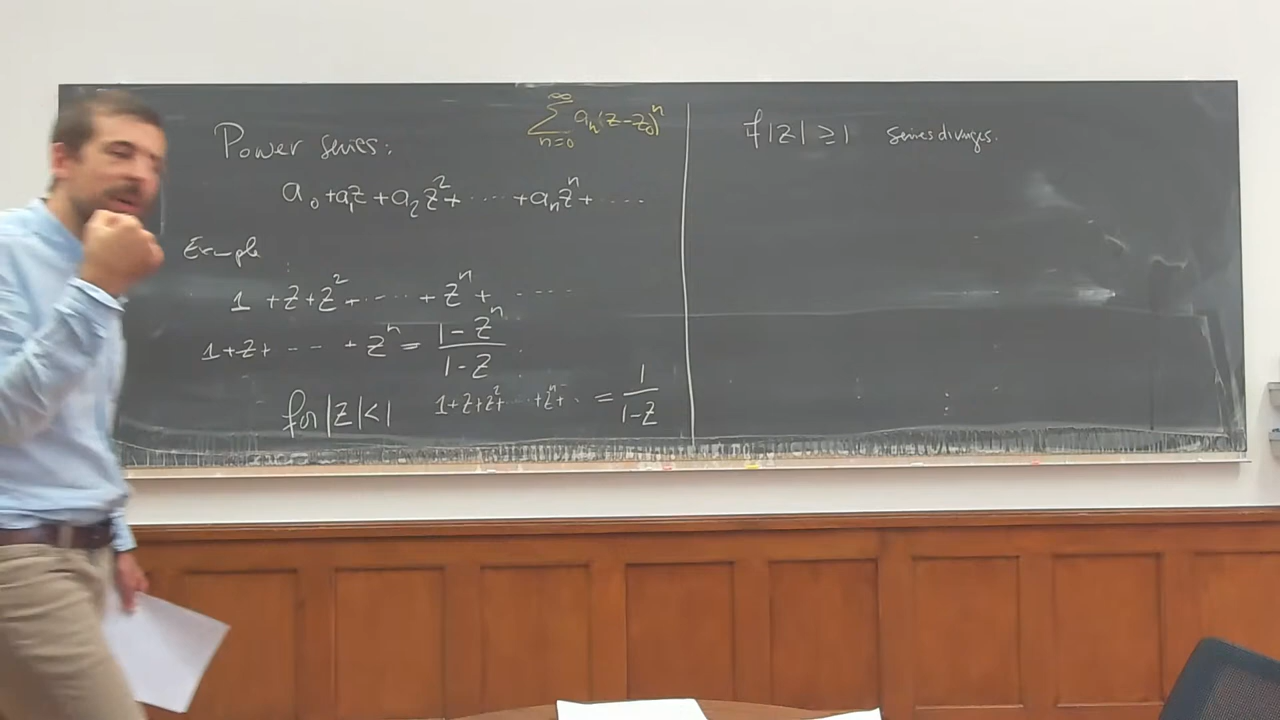 Power series:
∑_{n=0}^{∞} a_n(z-z_0)^n
a_0 + a_1z + a_2z^2 + ..... + a_nz^n + ....
Example
1 + z + z^2 + ..... + z^n + .....
1 + z + ---- + z^n = (1-z^n)/(1-z)
for |z|<1 1+z+z^2+....+z^n+.. = 1/(1-z)
if |z| ≥ 1 series diverges.